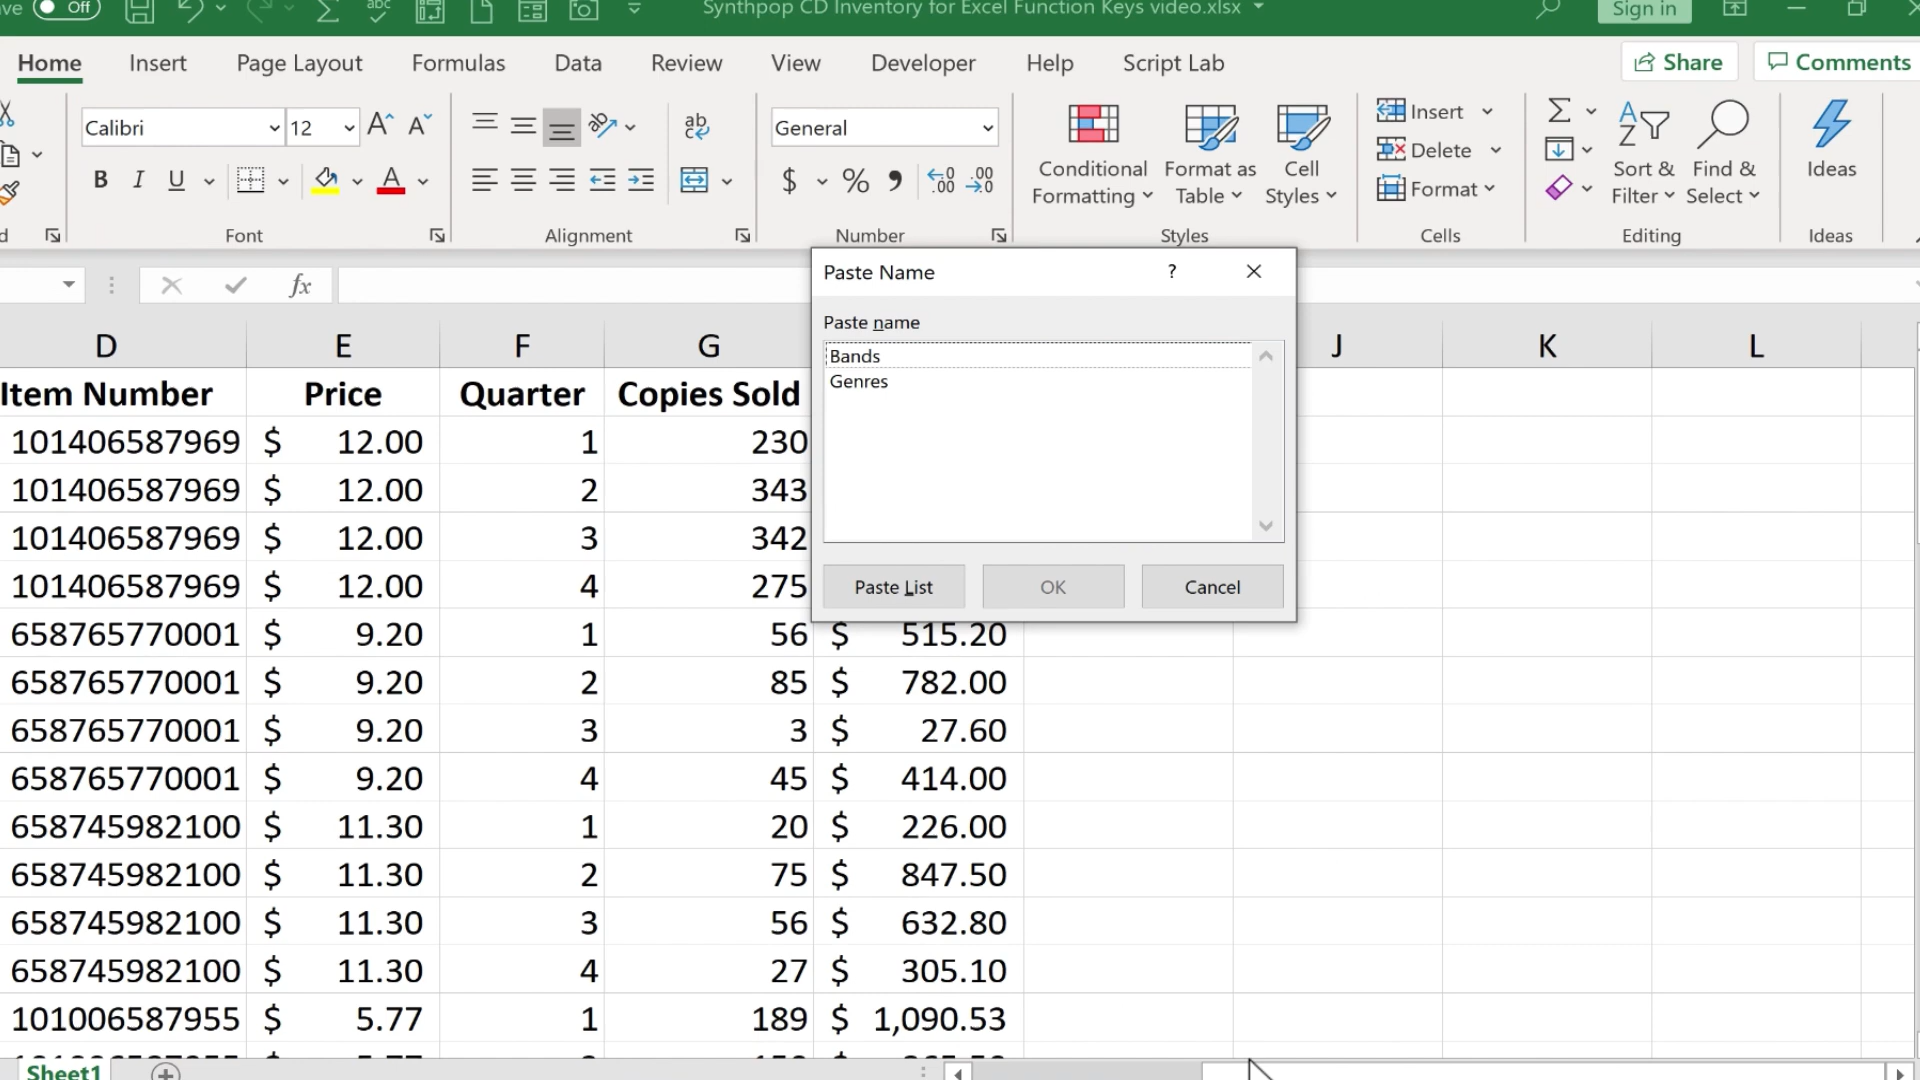 ve Off Synthpop CD Inventory for Excel Function Keys video.xlsx Sign in
Home Insert Page Layout Formulas Data Review View Developer Help Script Lab Share Comments
Calibri 12 A A ab General Conditional Formatting Format as Table Cell Styles Insert Delete Format Sort & Filter Find & Select Ideas
B I U A $ % .00 .00
d Font Alignment Number Styles Cells Editing Ideas
fx
Paste Name ?
Paste name
Bands
Genres
Paste List OK Cancel
D E F G J K L
Item Number Price Quarter Copies Sold
101406587969 $ 12.00 1 230
101406587969 $ 12.00 2 343
101406587969 $ 12.00 3 342
101406587969 $ 12.00 4 275
658765770001 $ 9.20 1 56 $ 515.20
658765770001 $ 9.20 2 85 $ 782.00
658765770001 $ 9.20 3 3 $ 27.60
658765770001 $ 9.20 4 45 $ 414.00
658745982100 $ 11.30 1 20 $ 226.00
658745982100 $ 11.30 2 75 $ 847.50
658745982100 $ 11.30 3 56 $ 632.80
658745982100 $ 11.30 4 27 $ 305.10
101006587955 $ 5.77 1 189 $ 1,090.53
Sheet1